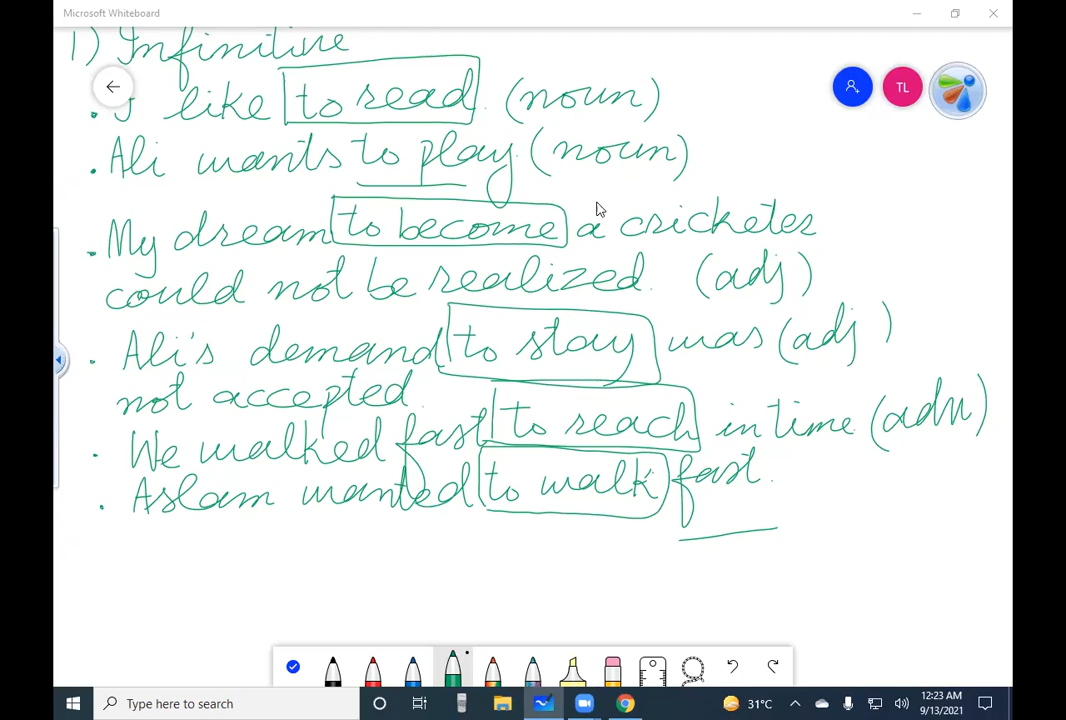 Microsoft Whiteboard
1) Infinitive
. I like to read. (noun)
TL
. Ali wants to play. (noun)
. My dream to become a cricketer
could not be realized. (adj)
. Ali's demand to stay was (adj)
not accepted.
. We walked fast to reach in time. (adv)
. Aslam wanted to walk fast.
Type here to search
31°C
12:23 AM
9/13/2021